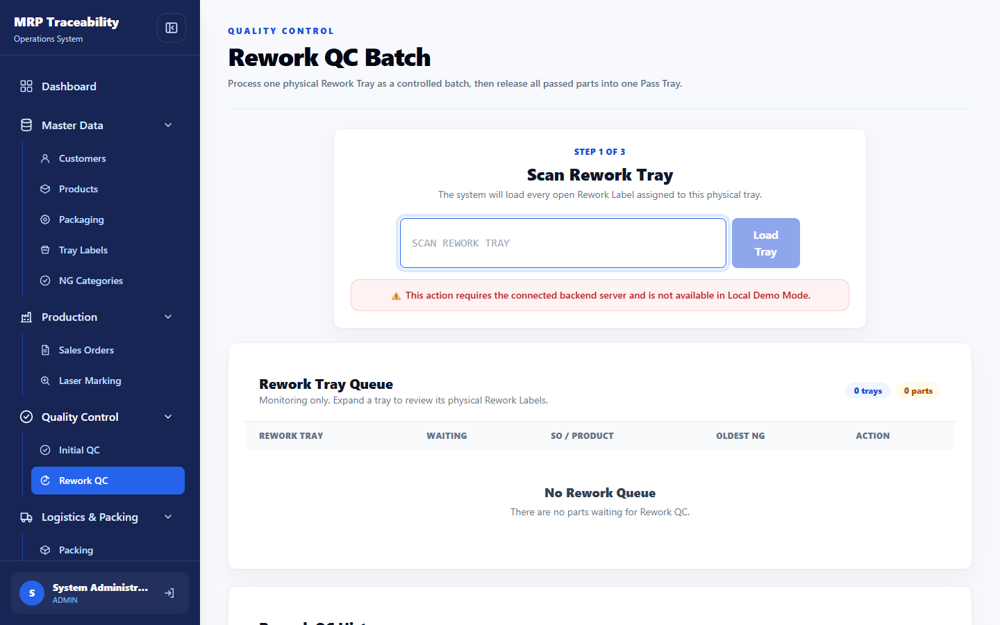 MRP Traceability
Operations System
Dashboard
Master Data
Customers
Products
Packaging
Tray Labels
NG Categories
Production
Sales Orders
Laser Marking
Quality Control
Initial QC
Rework QC
Logistics & Packing
Packing
S
System Administr...
ADMIN
QUALITY CONTROL
Rework QC Batch
Process one physical Rework Tray as a controlled batch, then release all passed parts into one Pass Tray.
STEP 1 OF 3
Scan Rework Tray
The system will load every open Rework Label assigned to this physical tray.
SCAN REWORK TRAY
Load
Tray
This action requires the connected backend server and is not available in Local Demo Mode.
Rework Tray Queue
Monitoring only. Expand a tray to review its physical Rework Labels.
0 trays
0 parts
REWORK TRAY WAITING SO / PRODUCT OLDEST NG ACTION
No Rework Queue
There are no parts waiting for Rework QC.